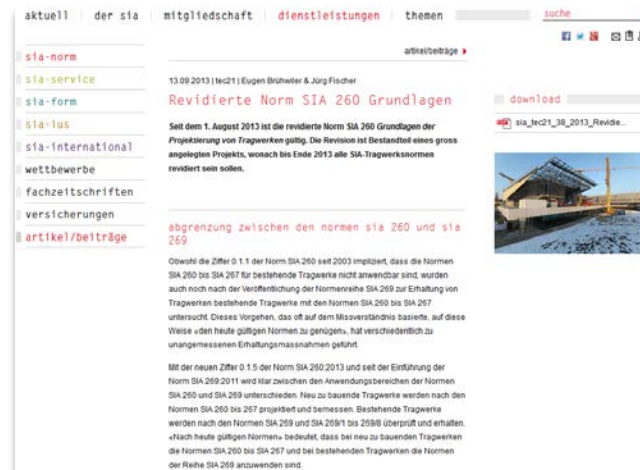 aktuell der sia mitgliedschaft dienstleistungen themen suche
artikel/beiträge
sia-norm
sia-service
sia-form
sia-ius
sia-international
wettbewerbe
fachzeitschriften
versicherungen
artikel/beiträge
13.09.2013 | tec21 | Eugen Brühwiler & Jürg Fischer
Revidierte Norm SIA 260 Grundlagen
Seit dem 1. August 2013 ist die revidierte Norm SIA 260 Grundlagen der
Projektierung von Tragwerken gültig. Die Revision ist Bestandteil eines gross
angelegten Projekts, wonach bis Ende 2013 alle SIA-Tragwerksnormen
revidiert sein sollen.
abgrenzung zwischen den normen sia 260 und sia
269
Obwohl die Ziffer 0.1.1 der Norm SIA 260 seit 2003 impliziert, dass die Normen
SIA 260 bis SIA 267 für bestehende Tragwerke nicht anwendbar sind, wurden
auch noch nach der Veröffentlichung der Normenreihe SIA 269 zur Erhaltung von
Tragwerken bestehende Tragwerke mit den Normen SIA 260 bis SIA 267
untersucht. Dieses Vorgehen, das oft auf dem Missverständnis basierte, auf diese
Weise «den heute gültigen Normen zu genügen», hat verschiedentlich zu
unangemessenen Erhaltungsmassnahmen geführt.
Mit der neuen Ziffer 0.1.5 der Norm SIA 260:2013 und seit der Einführung der
Norm SIA 269:2011 wird klar zwischen den Anwendungsbereichen der Normen
SIA 260 und SIA 269 unterschieden. Neu zu bauende Tragwerke werden nach den
Normen SIA 260 bis 267 projektiert und bemessen. Bestehende Tragwerke
werden nach den Normen SIA 269 und SIA 269/1 bis 269/8 überprüft und erhalten.
«Nach heute gültigen Normen» bedeutet, dass bei neu zu bauenden Tragwerken
die Normen SIA 260 bis SIA 267 und bei bestehenden Tragwerken die Normen
der Reihe SIA 269 anzuwenden sind.
download
sia_tec21_38_2013_Revidie...